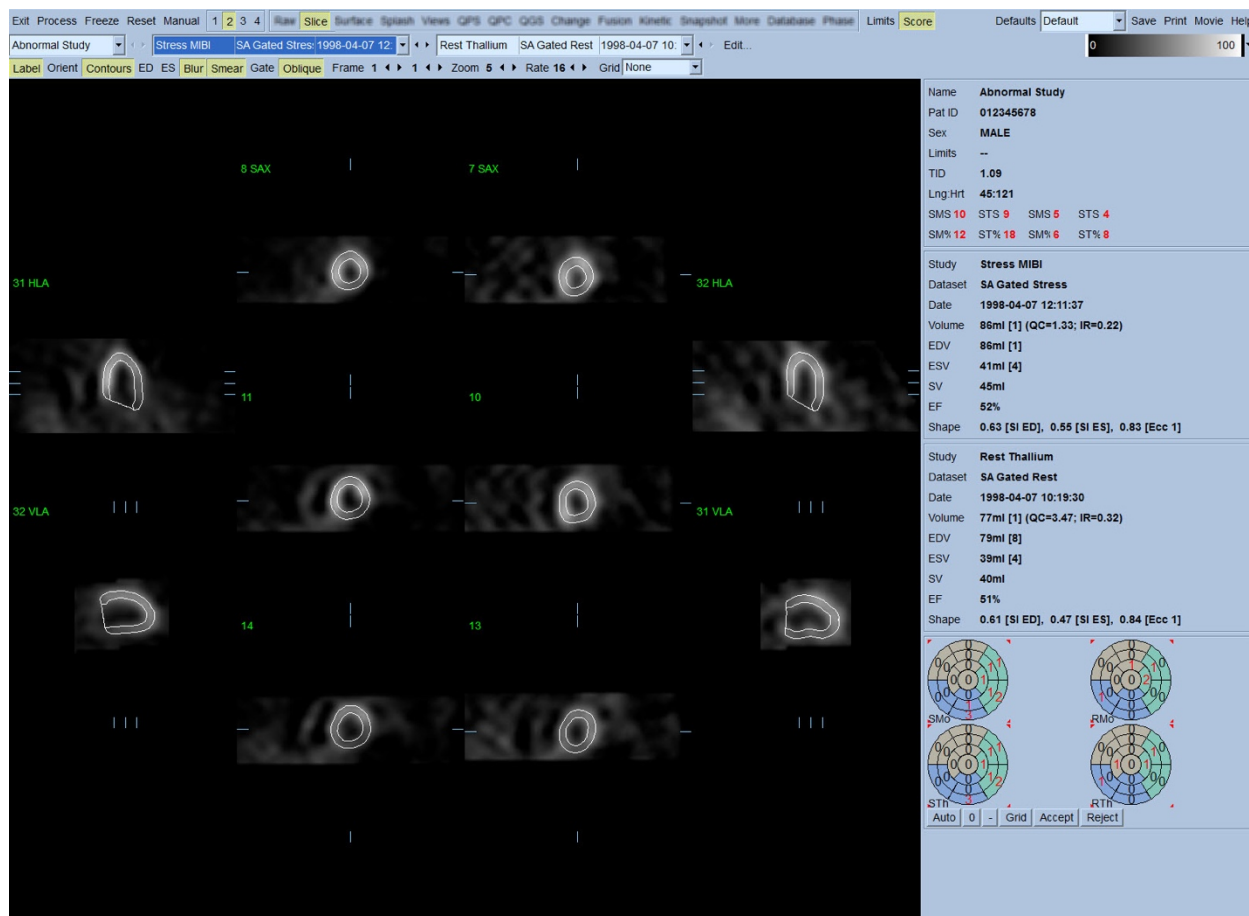 Exit Process Freeze Reset Manual 1 2 3 4 Raw Slice Surface Splash Views QPS QPC QGS Change Fusion Kinetic Snapshot More Database Phase Limits Score Defaults Default Save Print Movie Help
Abnormal Study Stress MIBI SA Gated Stres 1998-04-07 12: Rest Thallium SA Gated Rest 1998-04-07 10: Edit... 0 100
Label Orient Contours ED ES Blur Smear Gate Oblique Frame 1 1 Zoom 5 Rate 16 Grid None
8 SAX 7 SAX
31 HLA 32 HLA
11 10
32 VLA 31 VLA
14 13
Name Abnormal Study
Pat ID 012345678
Sex MALE
Limits --
TID 1.09
Lng:Hrt 45:121
SMS 10 STS 9 SMS 5 STS 4
SM% 12 ST% 18 SM% 6 ST% 8
Study Stress MIBI
Dataset SA Gated Stress
Date 1998-04-07 12:11:37
Volume 86ml [1] (QC=1.33; IR=0.22)
EDV 86ml [1]
ESV 41ml [4]
SV 45ml
EF 52%
Shape 0.63 [SI ED], 0.55 [SI ES], 0.83 [Ecc 1]
Study Rest Thallium
Dataset SA Gated Rest
Date 1998-04-07 10:19:30
Volume 77ml [1] (QC=3.47; IR=0.32)
EDV 79ml [8]
ESV 39ml [4]
SV 40ml
EF 51%
Shape 0.61 [SI ED], 0.47 [SI ES], 0.84 [Ecc 1]
SMo RMo
STh RTh
Auto 0 - Grid Accept Reject